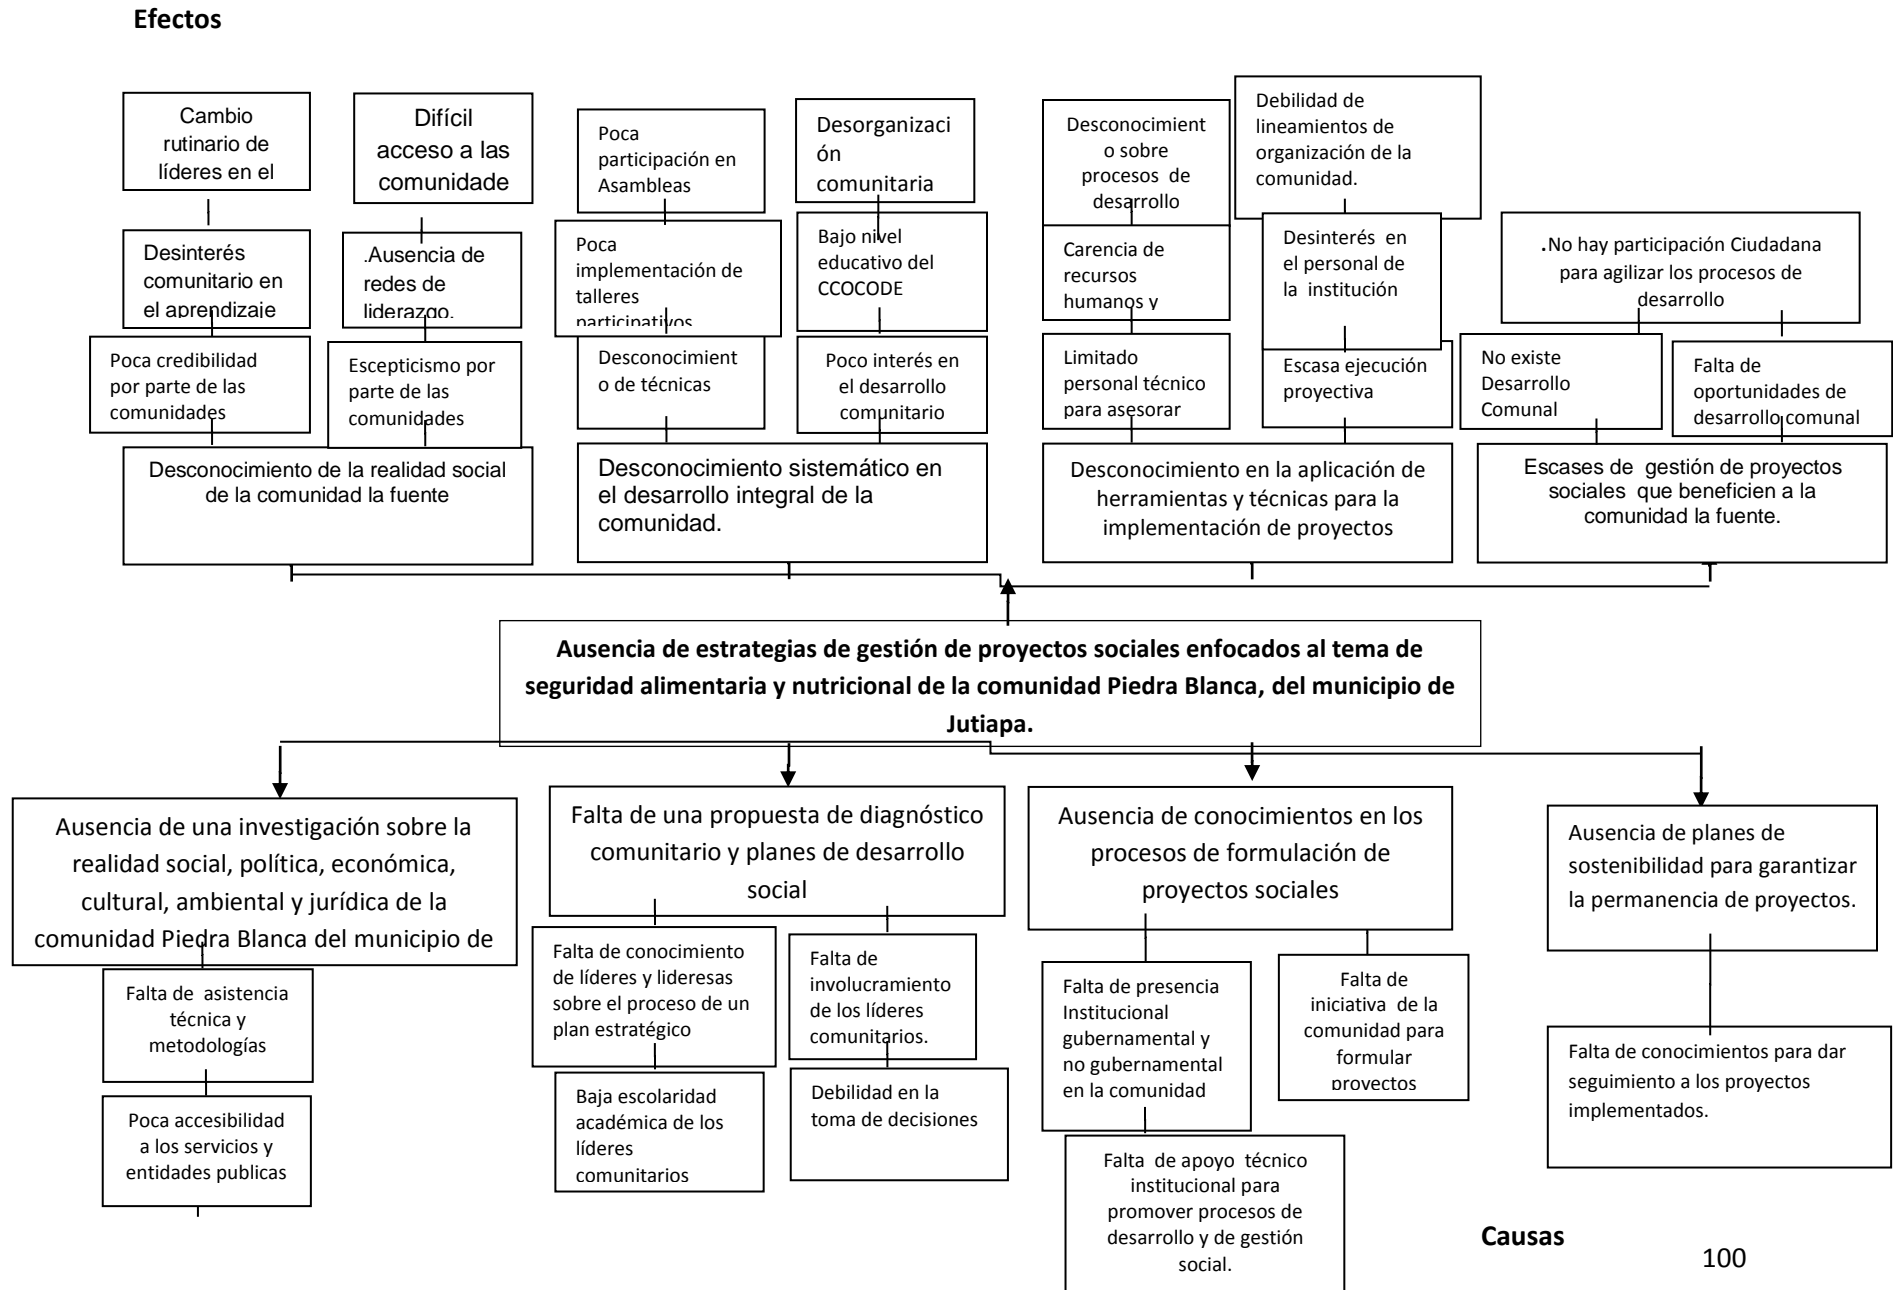 Efectos
Cambio
rutinario de
líderes en el
Difícil
acceso a las
comunidade
Poca
participación en
Asambleas
Desorganizaci
ón
comunitaria
Desconocimient
o sobre
procesos de
desarrollo
Debilidad de
lineamientos de
organización de la
comunidad.
Desinterés
comunitario en
el aprendizaje
.Ausencia de
redes de
liderazgo.
Poca
implementación de
talleres
participativos
Bajo nivel
educativo del
CCOCODE
Carencia de
recursos
humanos y
Desinterés en
el personal de
la institución
.No hay participación Ciudadana
para agilizar los procesos de
desarrollo
Poca credibilidad
por parte de las
comunidades
Escepticismo por
parte de las
comunidades
Desconocimient
o de técnicas
Poco interés en
el desarrollo
comunitario
Limitado
personal técnico
para asesorar
Escasa ejecución
proyectiva
No existe
Desarrollo
Comunal
Falta de
oportunidades de
desarrollo comunal
Desconocimiento de la realidad social
de la comunidad la fuente
Desconocimiento sistemático en
el desarrollo integral de la
comunidad.
Desconocimiento en la aplicación de
herramientas y técnicas para la
implementación de proyectos
Escases de gestión de proyectos
sociales que beneficien a la
comunidad la fuente.
Ausencia de estrategias de gestión de proyectos sociales enfocados al tema de
seguridad alimentaria y nutricional de la comunidad Piedra Blanca, del municipio de
Jutiapa.
Ausencia de una investigación sobre la
realidad social, política, económica,
cultural, ambiental y jurídica de la
comunidad Piedra Blanca del municipio de
Falta de una propuesta de diagnóstico
comunitario y planes de desarrollo
social
Ausencia de conocimientos en los
procesos de formulación de
proyectos sociales
Ausencia de planes de
sostenibilidad para garantizar
la permanencia de proyectos.
Falta de asistencia
técnica y
metodologías
Falta de conocimiento
de líderes y lideresas
sobre el proceso de un
plan estratégico
Falta de
involucramiento
de los líderes
comunitarios.
Falta de presencia
Institucional
gubernamental y
no gubernamental
en la comunidad
Falta de
iniciativa de la
comunidad para
formular
proyectos
Falta de conocimientos para dar
seguimiento a los proyectos
implementados.
Poca accesibilidad
a los servicios y
entidades publicas
Baja escolaridad
académica de los
líderes
comunitarios
Debilidad en la
toma de decisiones
Falta de apoyo técnico
institucional para
promover procesos de
desarrollo y de gestión
social.
Causas
100